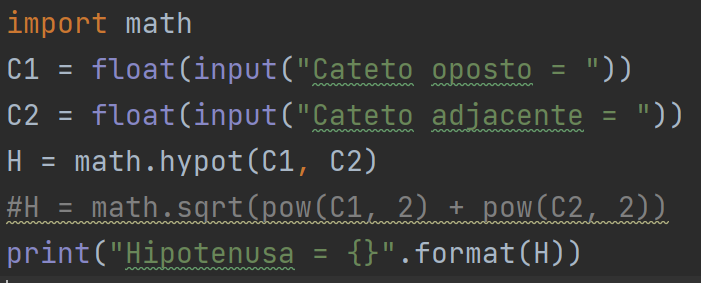 import math
C1 = float(input("Cateto oposto = "))
C2 = float(input("Cateto adjacente = "))
H = math.hypot(C1, C2)
#H = math.sqrt(pow(C1, 2) + pow(C2, 2))
print("Hipotenusa = {}".format(H))